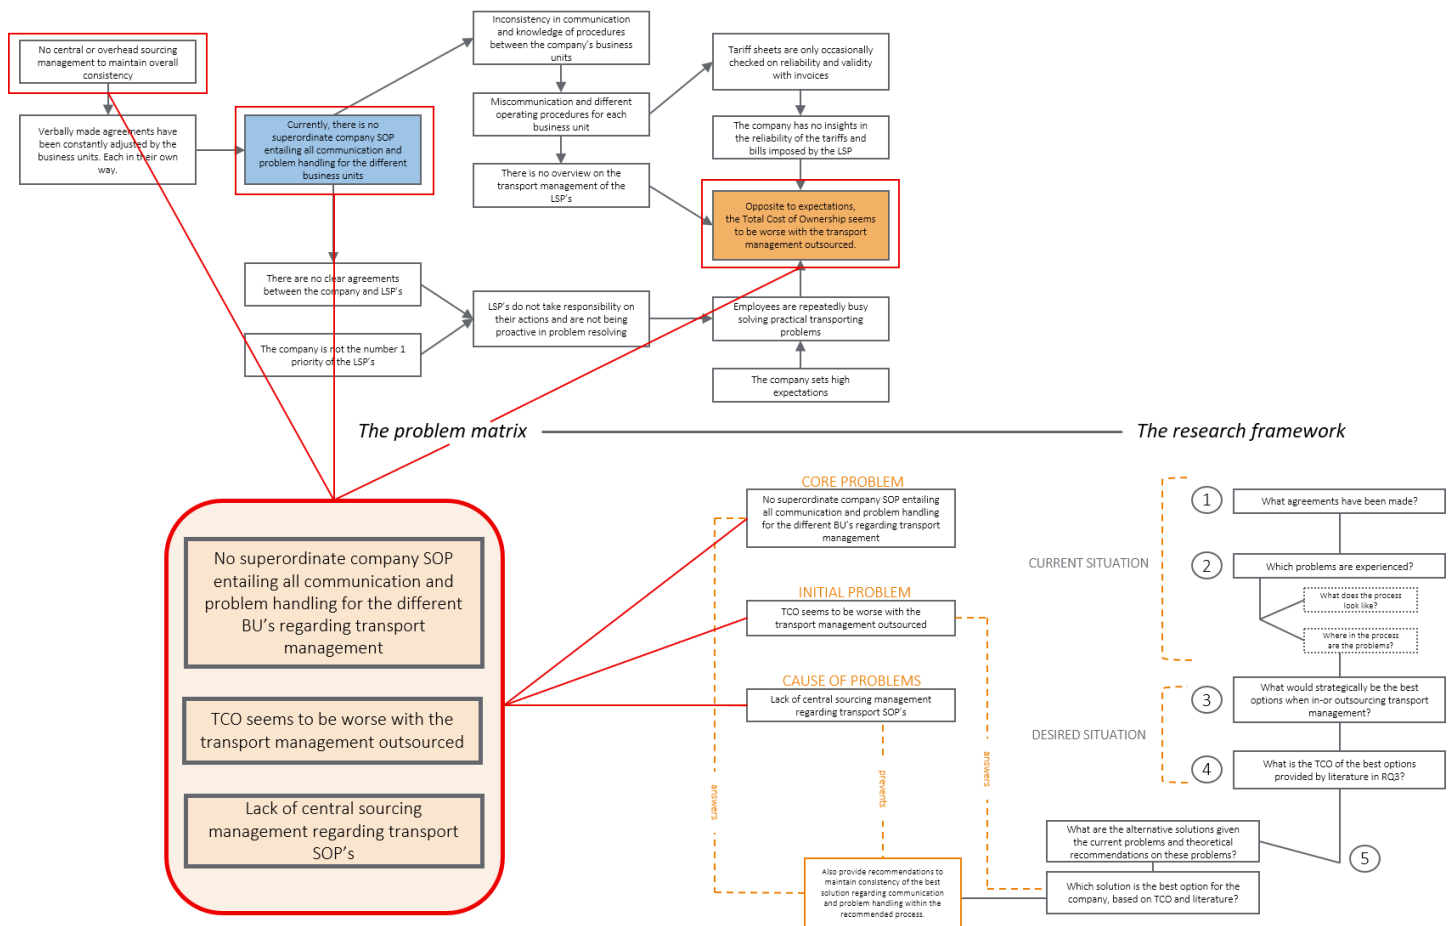 No central or overhead sourcing
management to maintain overall
consistency
Verbally made agreements have
been constantly adjusted by the
business units. Each in their own
way.
Currently, there is no
superordinate company SOP
entailing all communication and
problem handling for the different
business units
Inconsistency in communication
and knowledge of procedures
between the company's business
units
Miscommunication and different
operating procedures for each
business unit
There is no overview on the
transport management of the
LSP's
Tariff sheets are only occasionally
checked on reliability and validity
with invoices
The company has no insights in
the reliability of the tariffs and
bills imposed by the LSP
Opposite to expectations,
the Total Cost of Ownership seems
to be worse with the transport
management outsourced.
There are no clear agreements
between the company and LSP's
The company is not the number 1
priority of the LSP's
LSP's do not take responsibility on
their actions and are not being
proactive in problem resolving
Employees are repeatedly busy
solving practical transporting
problems
The company sets high
expectations
The problem matrix
The research framework
No superordinate company SOP
entailing all communication and
problem handling for the different
BU's regarding transport
management
TCO seems to be worse with the
transport management outsourced
Lack of central sourcing
management regarding transport
SOP's
CORE PROBLEM
No superordinate company SOP entailing
all communication and problem handling
for the different BU's regarding transport
management
INITIAL PROBLEM
TCO seems to be worse with the
transport management outsourced
CAUSE OF PROBLEMS
Lack of central sourcing management
regarding transport SOP's
answers
prevents
answers
Also provide recommendations to
maintain consistency of the best
solution regarding communication
and problem handling within the
recommended process.
CURRENT SITUATION
1
What agreements have been made?
2
Which problems are experienced?
What does the process
look like?
Where in the process
are the problems?
DESIRED SITUATION
3
What would strategically be the best
options when in-or outsourcing transport
management?
4
What is the TCO of the best options
provided by literature in RQ3?
5
What are the alternative solutions given
the current problems and theoretical
recommendations on these problems?
Which solution is the best option for the
company, based on TCO and literature?